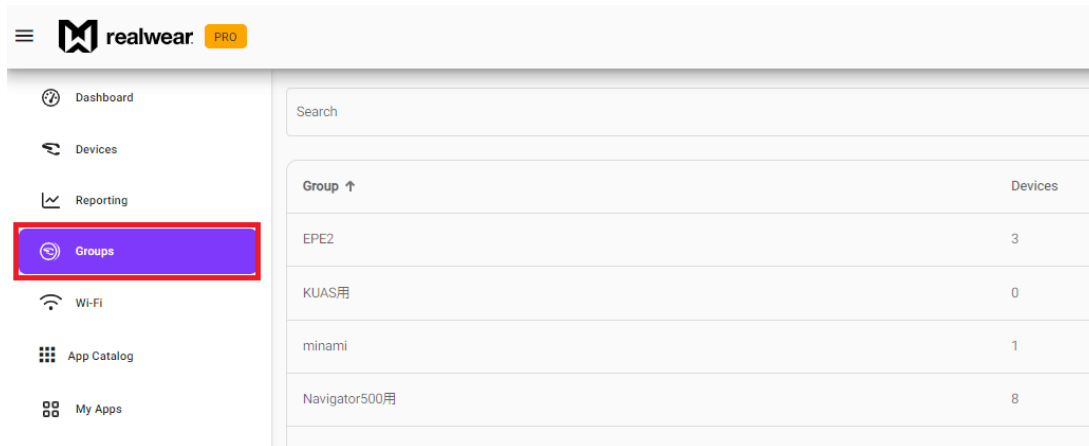 realwear PRO
Dashboard
Devices
Reporting
Groups
Wi-Fi
App Catalog
My Apps
Search
Group ↑ Devices
EPE2 3
KUAS用 0
minami 1
Navigator500用 8